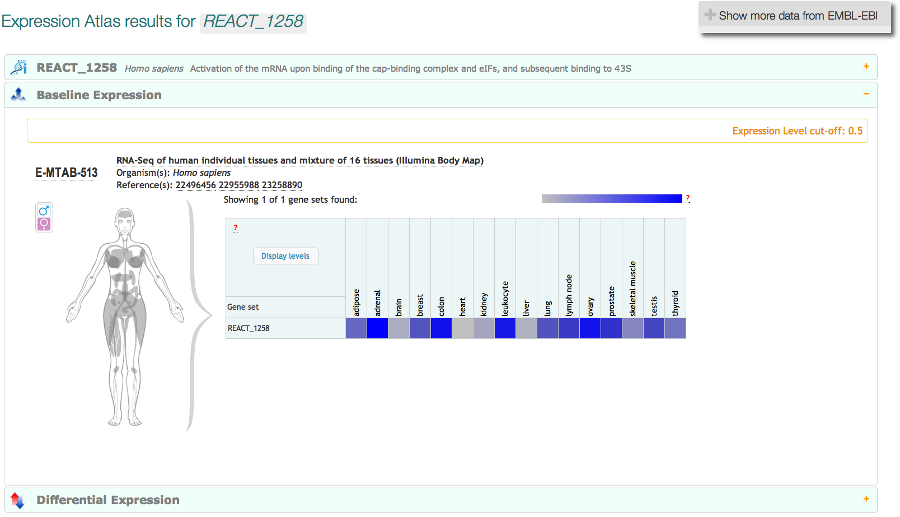 Expression Atlas results for REACT_1258
Show more data from EMBL-EBI
REACT_1258 Homo sapiens Activation of the mRNA upon binding of the cap-binding complex and eIFs, and subsequent binding to 43S
Baseline Expression
Expression Level cut-off: 0.5
E-MTAB-513
RNA-Seq of human individual tissues and mixture of 16 tissues (Illumina Body Map)
Organism(s): Homo sapiens
Reference(s): 22496456 22955988 23258890
Showing 1 of 1 gene sets found:
?
?
Display levels
Gene set
adipose
adrenal
brain
breast
colon
heart
kidney
leukocyte
liver
lung
lymph node
ovary
prostate
skeletal muscle
testis
thyroid
REACT_1258
Differential Expression